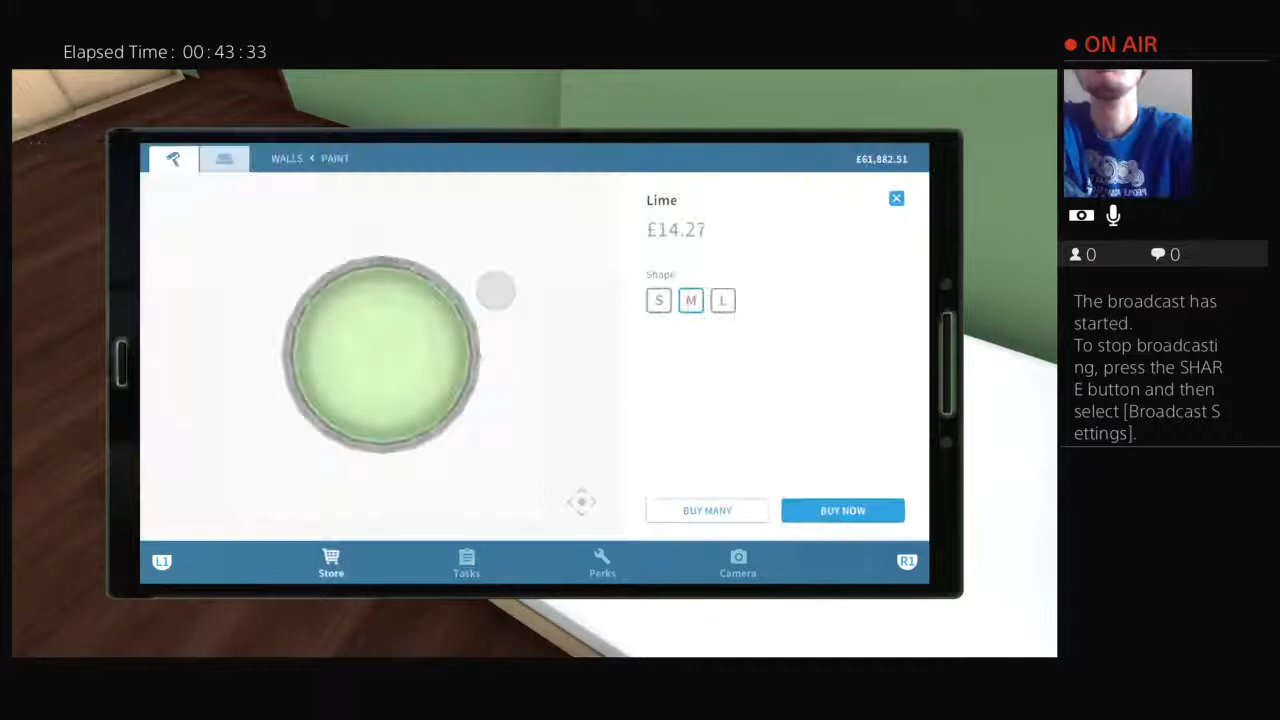 Elapsed Time: 00:43:33
ON AIR
WALLS < PAINT
£61,882.51
Lime
£14.27
Shape
S M L
BUY MANY
BUY NOW
L1
Store
Tasks
Perks
Camera
R1
0
0
The broadcast has
started.
To stop broadcasti
ng, press the SHAR
E button and then
select [Broadcast S
ettings].